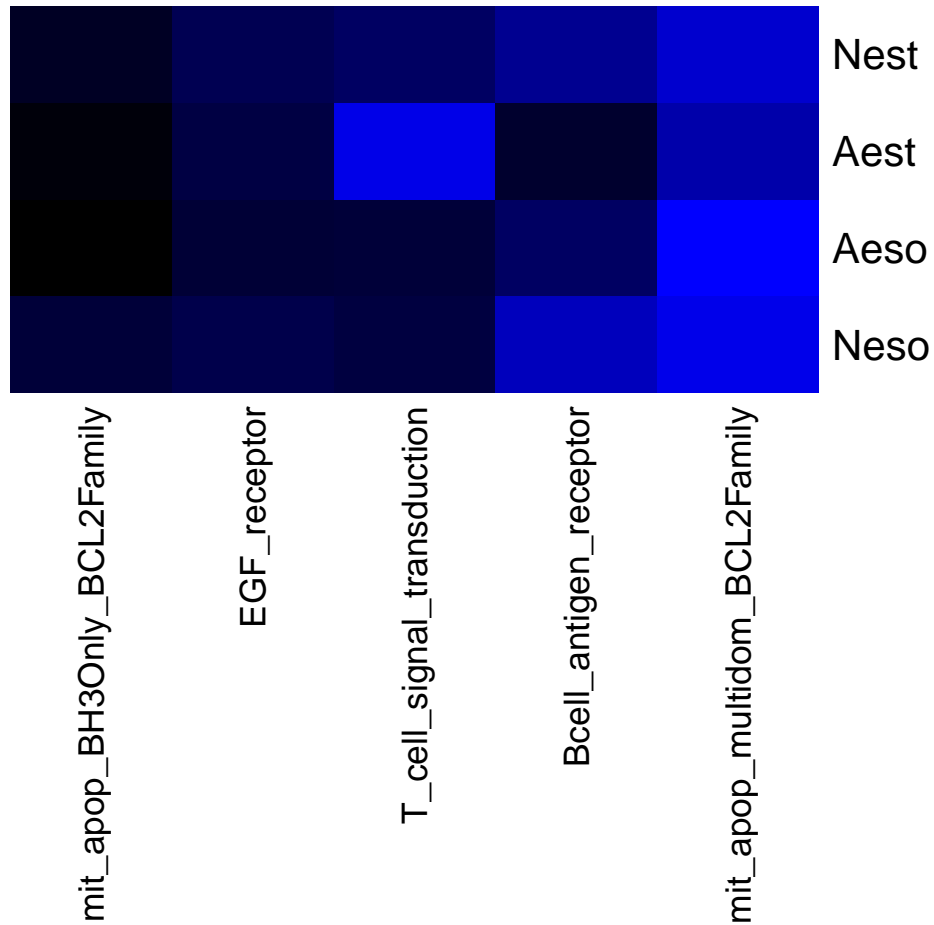 Nest
Aest
Aeso
Neso
mit_apop_BH3Only_BCL2Family
EGF_receptor
T_cell_signal_transduction
Bcell_antigen_receptor
mit_apop_multidom_BCL2Family